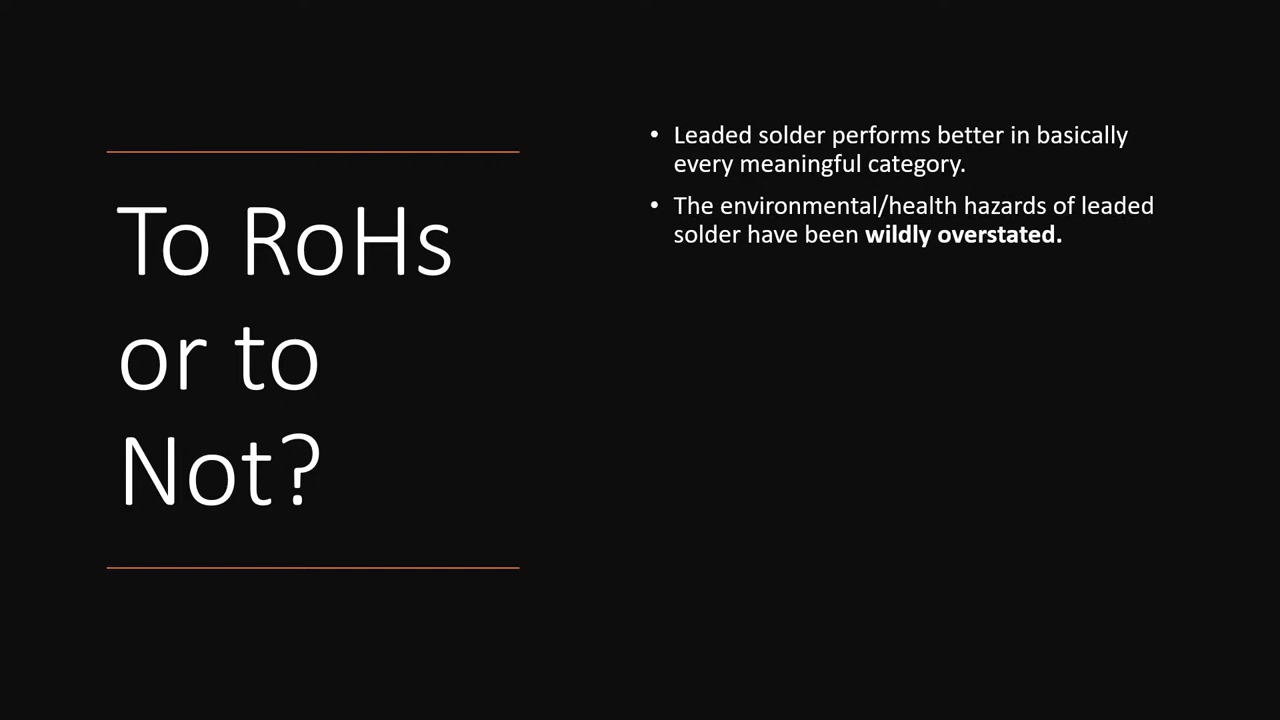 To RoHs
or to
Not?
• Leaded solder performs better in basically
every meaningful category.
• The environmental/health hazards of leaded
solder have been wildly overstated.